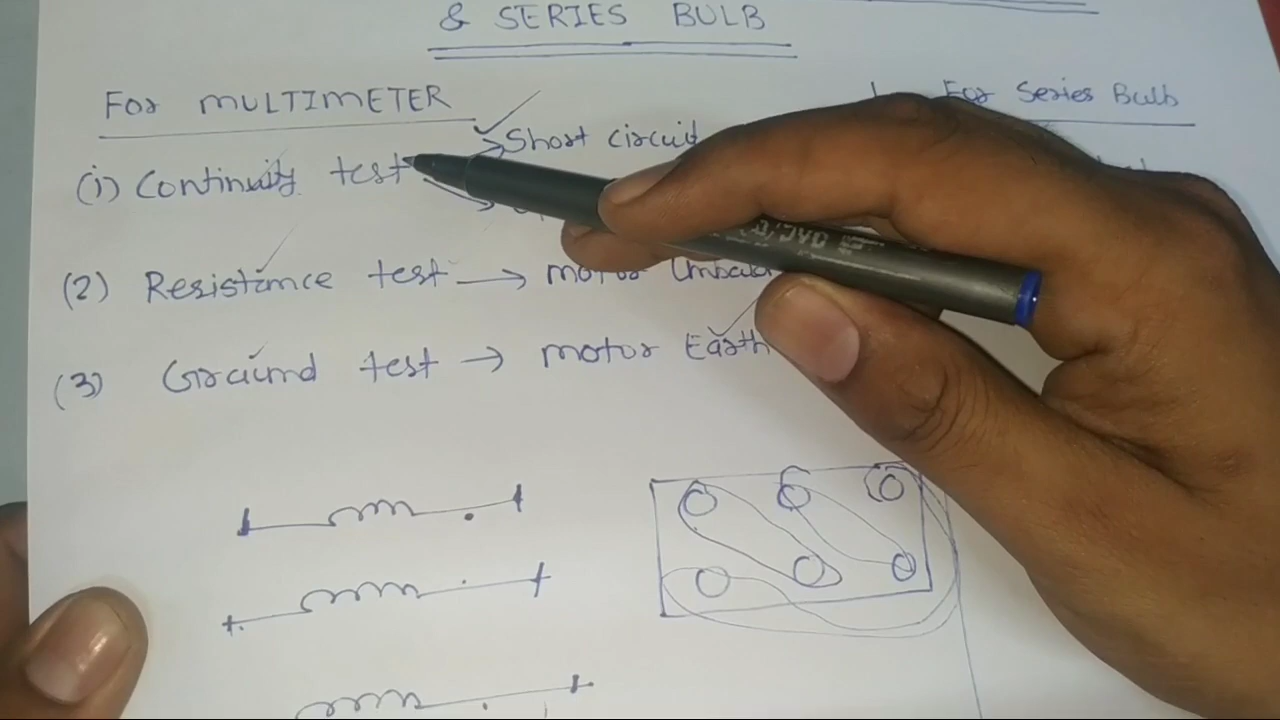 & SERIES BULB
For MULTIMETER
For Series Bulb
Short circuit
(1) Continuity test
(2) Resistance test → motor
(3) Ground test → motor Earth